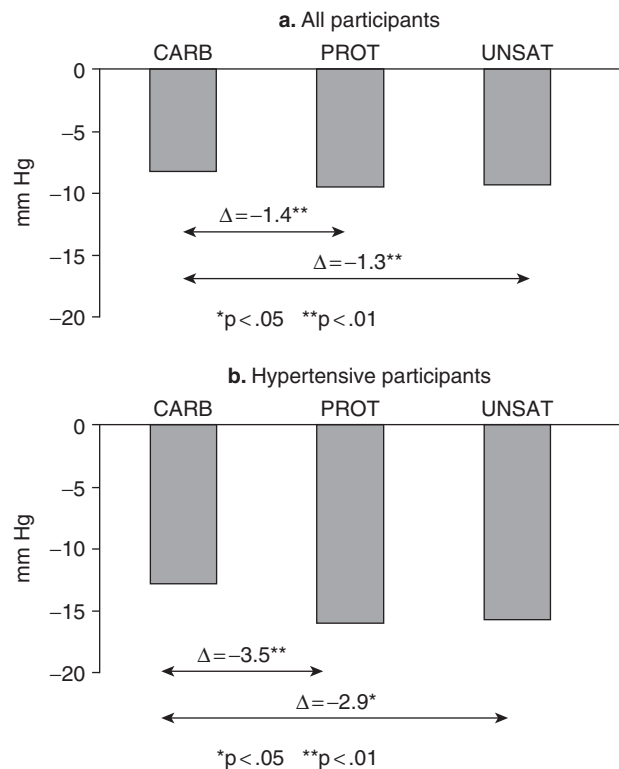 a. All participants
CARB PROT UNSAT
0
−5
−10
−15
−20
mm Hg
Δ=−1.4**
Δ=−1.3**
*p<.05 **p<.01
b. Hypertensive participants
CARB PROT UNSAT
0
−5
−10
−15
−20
mm Hg
Δ=−3.5**
Δ=−2.9*
*p<.05 **p<.01